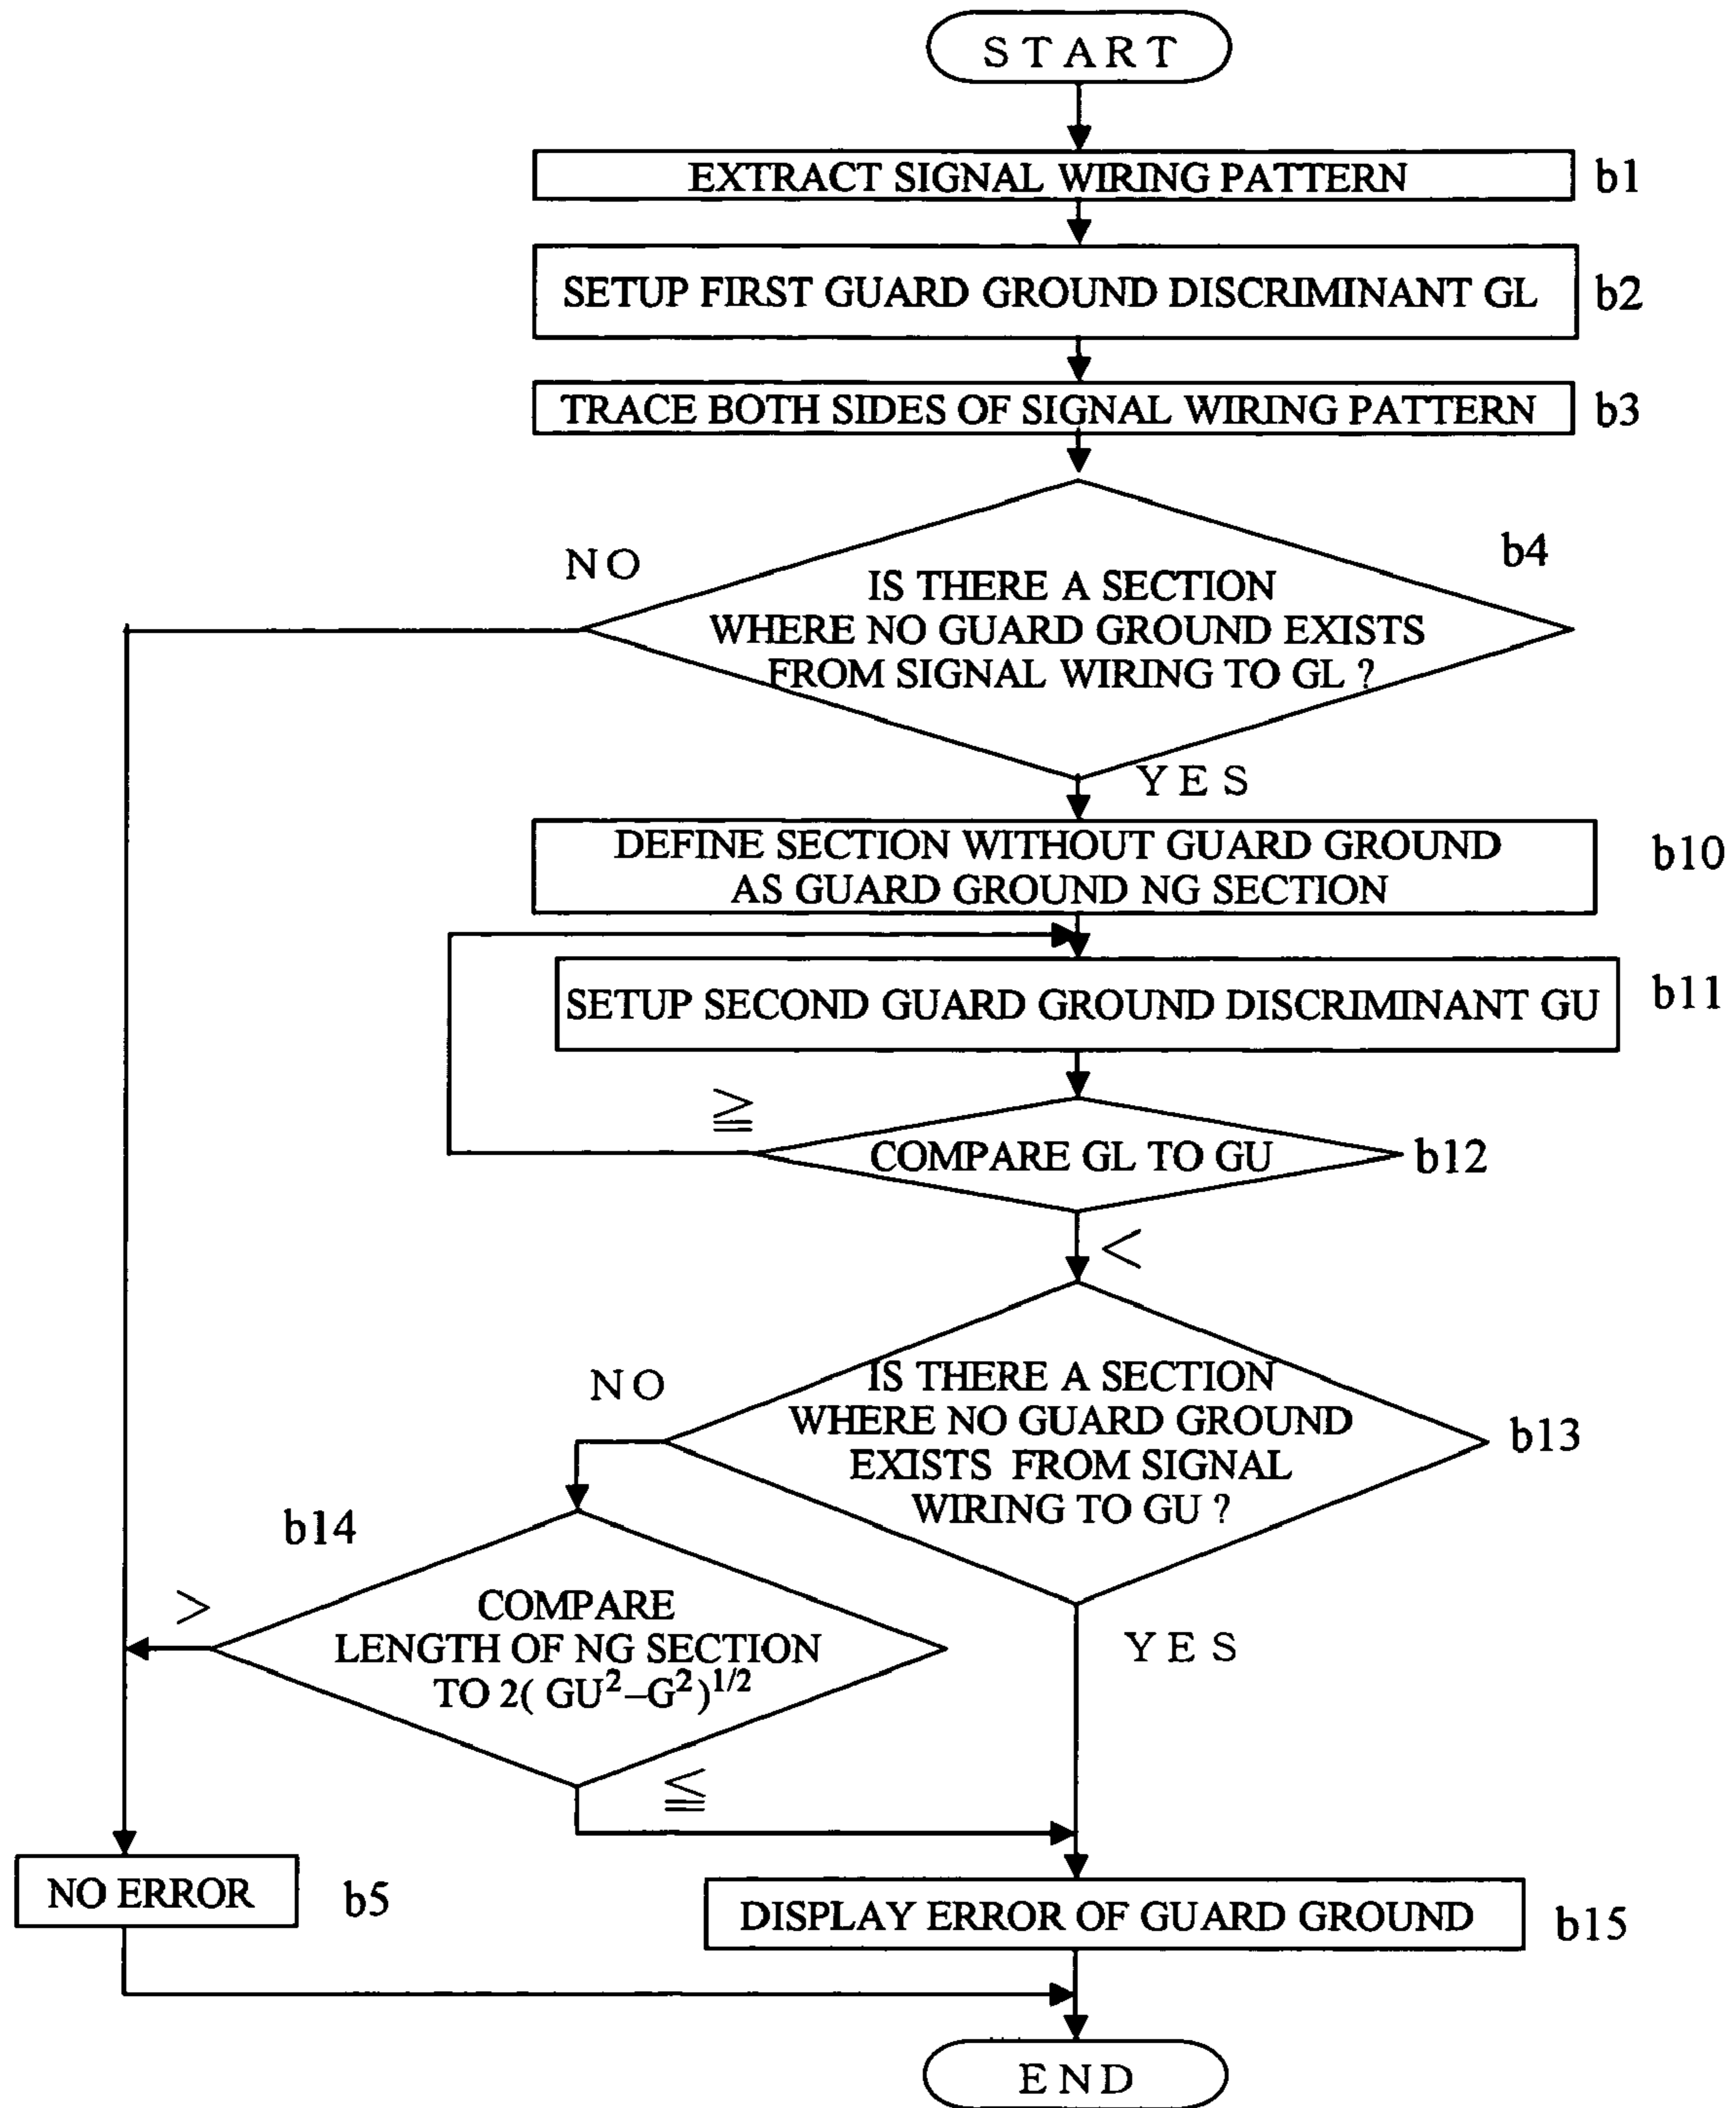 START
EXTRACT SIGNAL WIRING PATTERN b1
SETUP FIRST GUARD GROUND DISCRIMINANT GL b2
TRACE BOTH SIDES OF SIGNAL WIRING PATTERN b3
NO
b4
IS THERE A SECTION
WHERE NO GUARD GROUND EXISTS
FROM SIGNAL WIRING TO GL ?
YES
DEFINE SECTION WITHOUT GUARD GROUND
AS GUARD GROUND NG SECTION
b10
SETUP SECOND GUARD GROUND DISCRIMINANT GU b11
≧
COMPARE GL TO GU b12
<
NO
IS THERE A SECTION
WHERE NO GUARD GROUND
EXISTS FROM SIGNAL
WIRING TO GU ?
b13
b14
>
COMPARE
LENGTH OF NG SECTION
TO 2( GU²–G²)^1/2
YES
≦
NO ERROR b5
DISPLAY ERROR OF GUARD GROUND b15
END